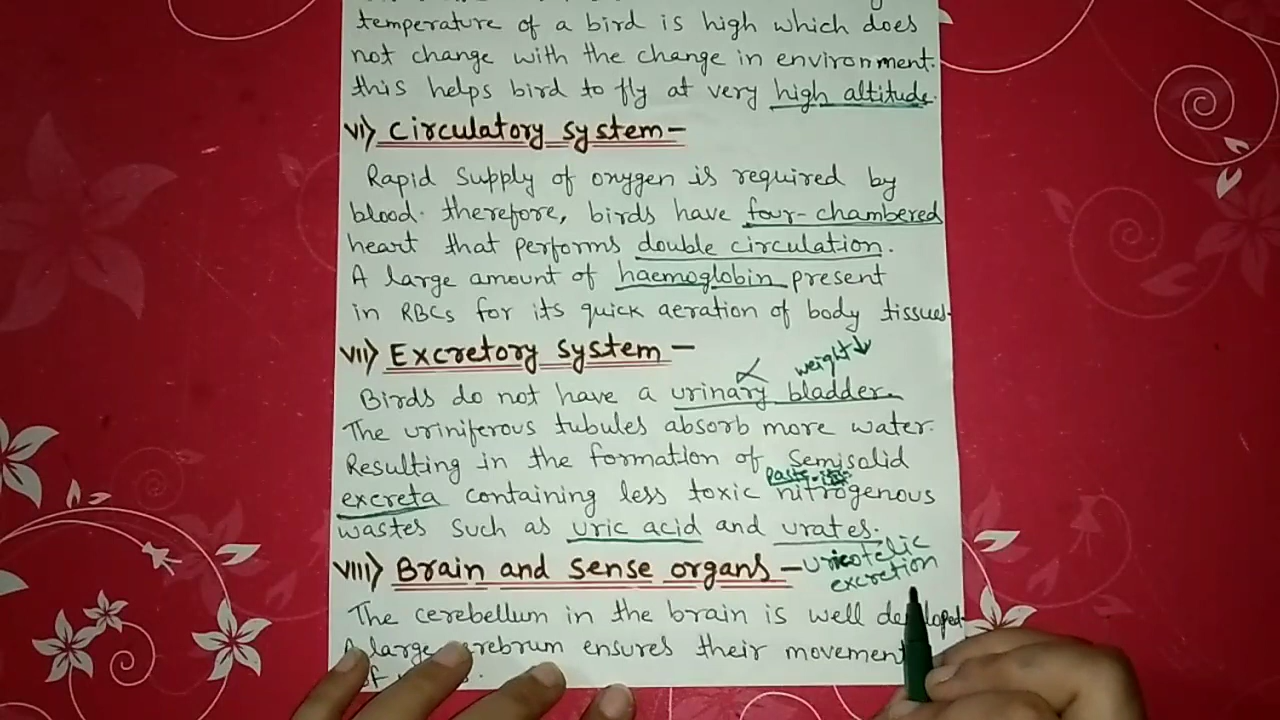 temperature of a bird is high which does
not change with the change in environment.
this helps bird to fly at very high altitude.
VI) Circulatory system-
Rapid supply of oxygen is required by
blood. therefore, birds have four-chambered
heart that performs double circulation.
A large amount of haemoglobin present
in RBCs for its quick aeration of body tissues.
VII) Excretory system-
weight↓
Birds do not have a urinary bladder.
The uriniferous tubules absorb more water.
Resulting in the formation of semisolid
excreta containing less toxic nitrogenous
wastes such as uric acid and urates.
uricotelic
excretion
VIII) Brain and sense organs-
The cerebellum in the brain is well developed.
A large cerebrum ensures their movement